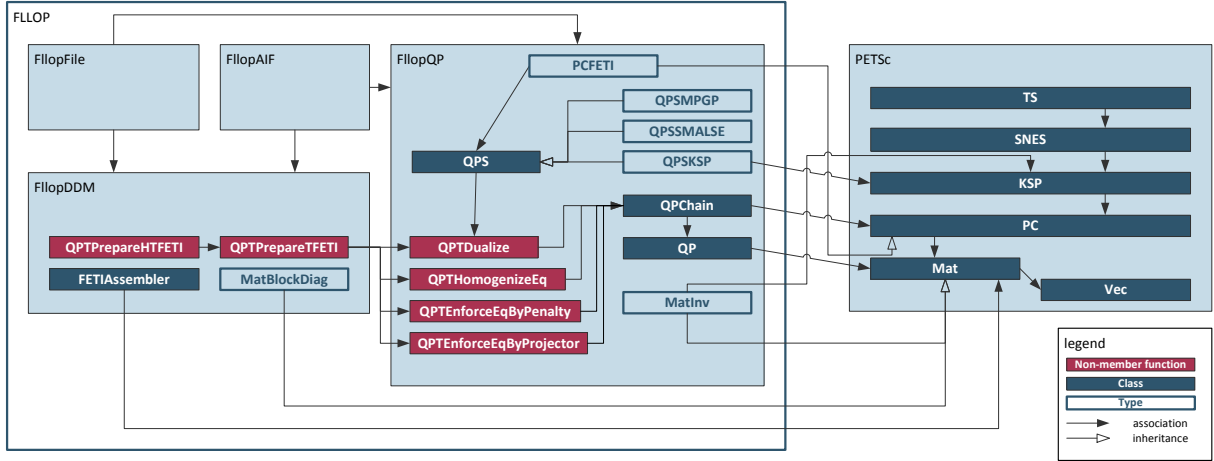 FLLOP
FllopFile
FllopAIF
FllopQP
PCFETI
QPSMPGP
QPSSMALSE
QPSKSP
QPS
QPChain
QP
QPTDualize
QPTHomogenizeEq
QPTEnforceEqByPenalty
QPTEnforceEqByProjector
MatInv
FllopDDM
QPTPrepareHTFETI
QPTPrepareTFETI
FETIAssembler
MatBlockDiag
PETSc
TS
SNES
KSP
PC
Mat
Vec
legend
Non-member function
Class
Type
association
inheritance